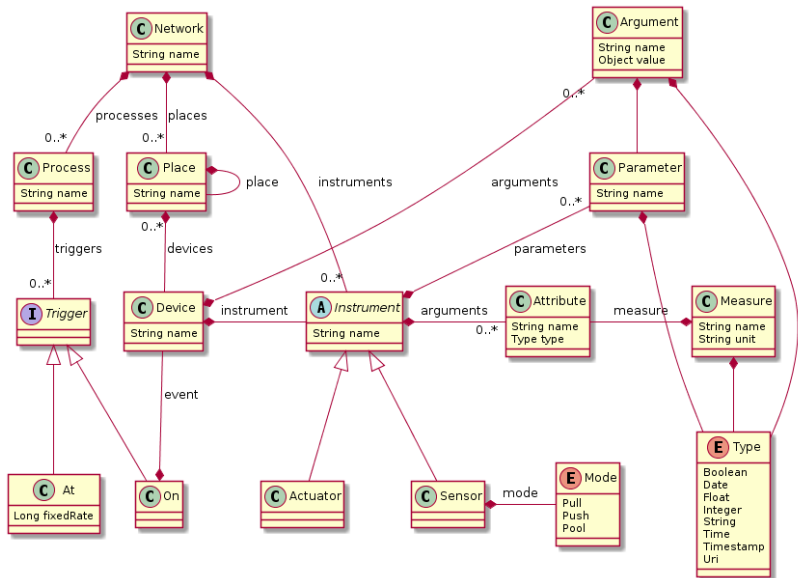 C Network
String name
C Argument
String name
Object value
processes
places
0..*
0..*
0..*
C Process
String name
C Place
String name
place
instruments
arguments
C Parameter
String name
0..*
triggers
0..*
devices
parameters
0..*
0..*
I Trigger
C Device
String name
instrument
A Instrument
String name
arguments
0..*
C Attribute
String name
Type type
measure
C Measure
String name
String unit
event
C At
Long fixedRate
C On
C Actuator
C Sensor
mode
E Mode
Pull
Push
Pool
E Type
Boolean
Date
Float
Integer
String
Time
Timestamp
Uri